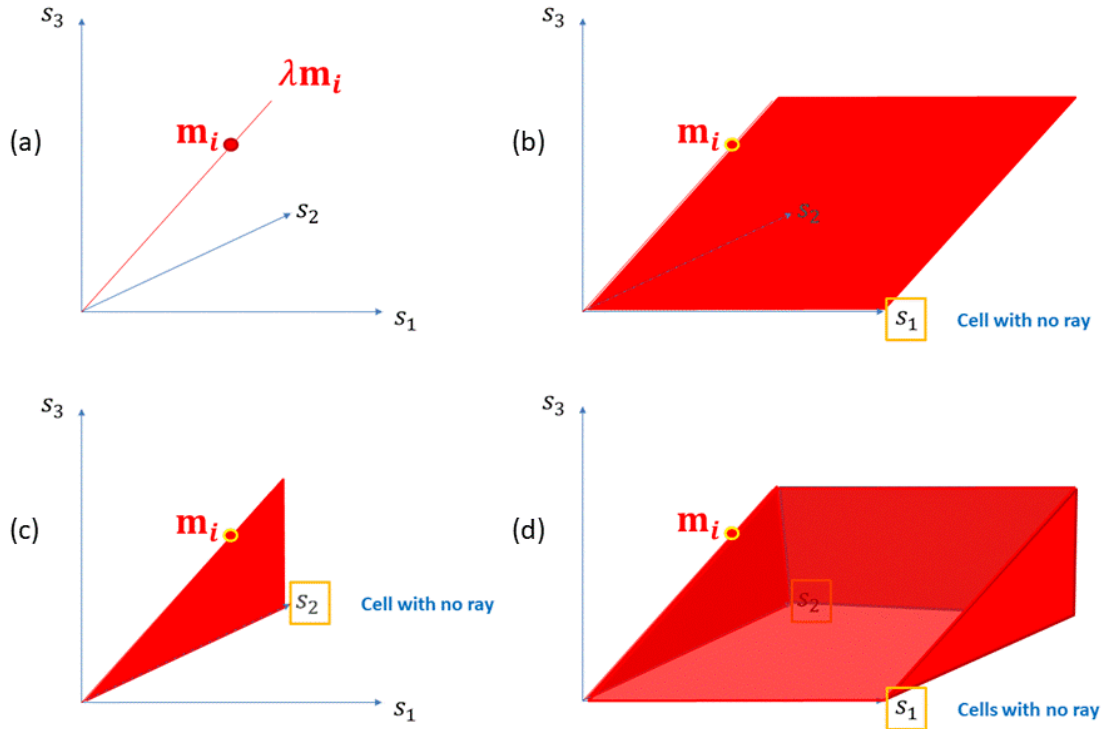 s₃
λmᵢ
(a)
mᵢ
s₂
s₁
s₃
(b)
mᵢ
s₂
s₁ Cell with no ray
s₃
(c)
mᵢ
s₂ Cell with no ray
s₁
s₃
(d)
mᵢ
s₂
s₁ Cells with no ray